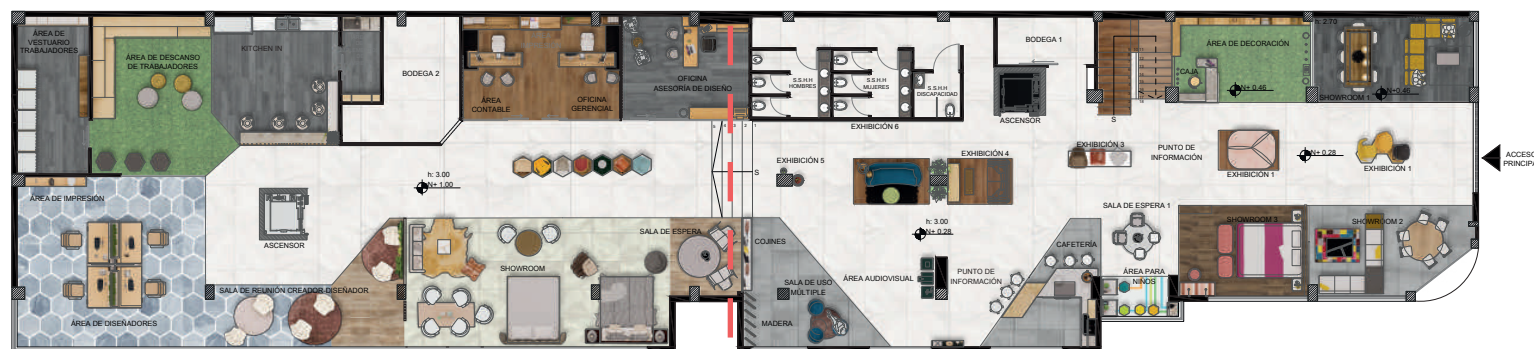 ÁREA DE
VESTUARIO
TRABAJADORES
ÁREA DE DESCANSO
DE TRABAJADORES
KITCHEN IN
BODEGA 2
ÁREA
CONTABLE
OFICINA
GERENCIAL
OFICINA
ASESORÍA DE DISEÑO
S.S.H.H
HOMBRES
S.S.H.H
MUJERES
S.S.H.H
DISCAPACIDAD
BODEGA 1
ASCENSOR
S
CAJA
ÁREA DE DECORACIÓN
N+ 0.46
h: 2.70
SHOWROOM 1
N+0.46
EXHIBICIÓN 6
EXHIBICIÓN 5
EXHIBICIÓN 4
EXHIBICIÓN 3
PUNTO DE
INFORMACIÓN
EXHIBICIÓN 1
N+ 0.28
EXHIBICIÓN 1
ACCESO
PRINCIPAL
h: 3.00
N+ 1.00
S
ÁREA DE IMPRESIÓN
ASCENSOR
ÁREA DE DISEÑADORES
SALA DE REUNIÓN CREADOR-DISEÑADOR
SHOWROOM
SALA DE ESPERA
COJINES
SALA DE USO
MÚLTIPLE
MADERA
h: 3.00
N+ 0.28
ÁREA AUDIOVISUAL
PUNTO DE
INFORMACIÓN
CAFETERÍA
SALA DE ESPERA 1
ÁREA PARA
NIÑOS
SHOWROOM 3
SHOWROOM 2